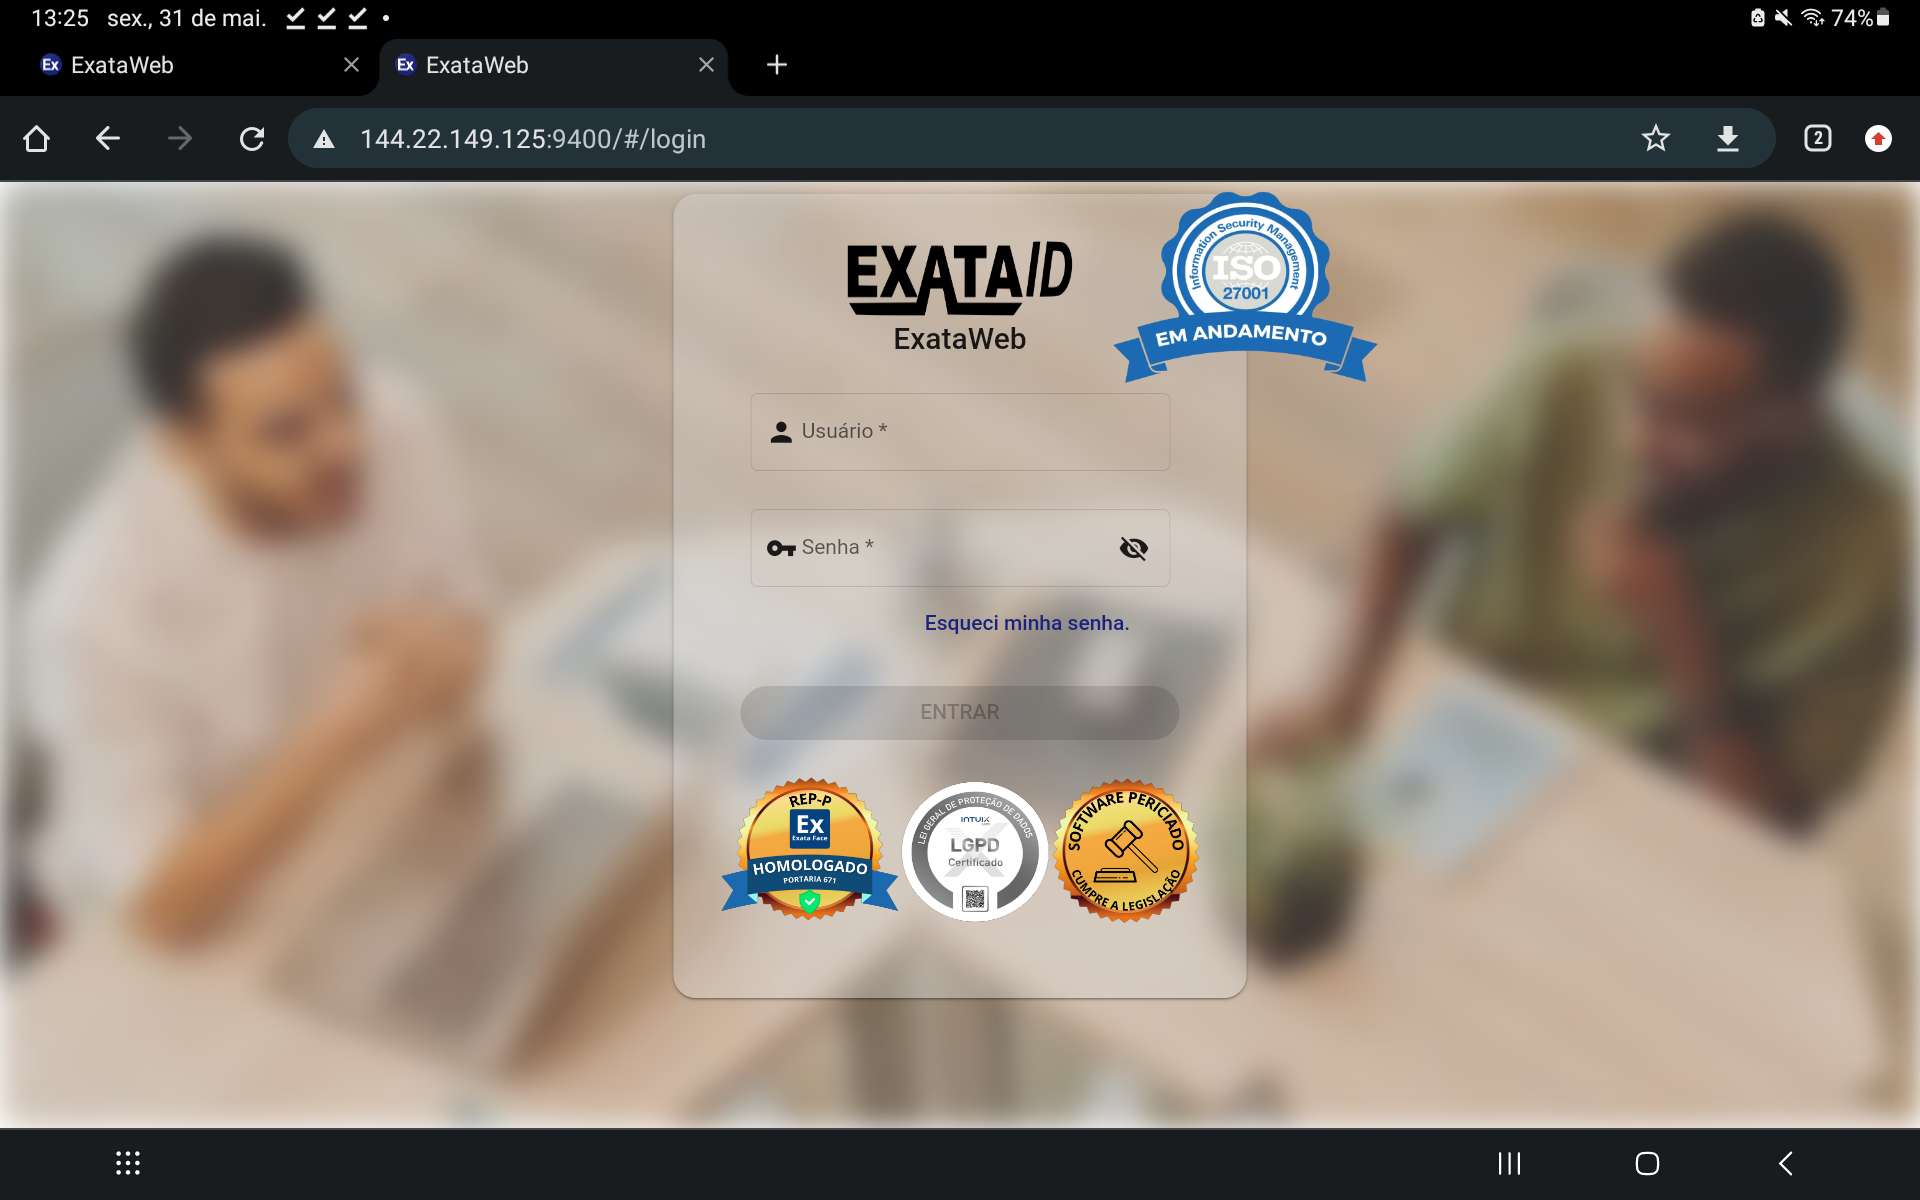 13:25 sex., 31 de mai. 74%
Ex ExataWeb
Ex ExataWeb
144.22.149.125:9400/#/login
2
EXATAID
ExataWeb
Information Security Management
ISO
27001
EM ANDAMENTO
Usuário *
Senha *
Esqueci minha senha.
ENTRAR
REP-P
Ex
Exata Face
HOMOLOGADO
PORTARIA 671
LEI GERAL DE PROTEÇÃO DE DADOS
INTUIX
LGPD
Certificado
SOFTWARE PERICIADO
CUMPRE A LEGISLAÇÃO